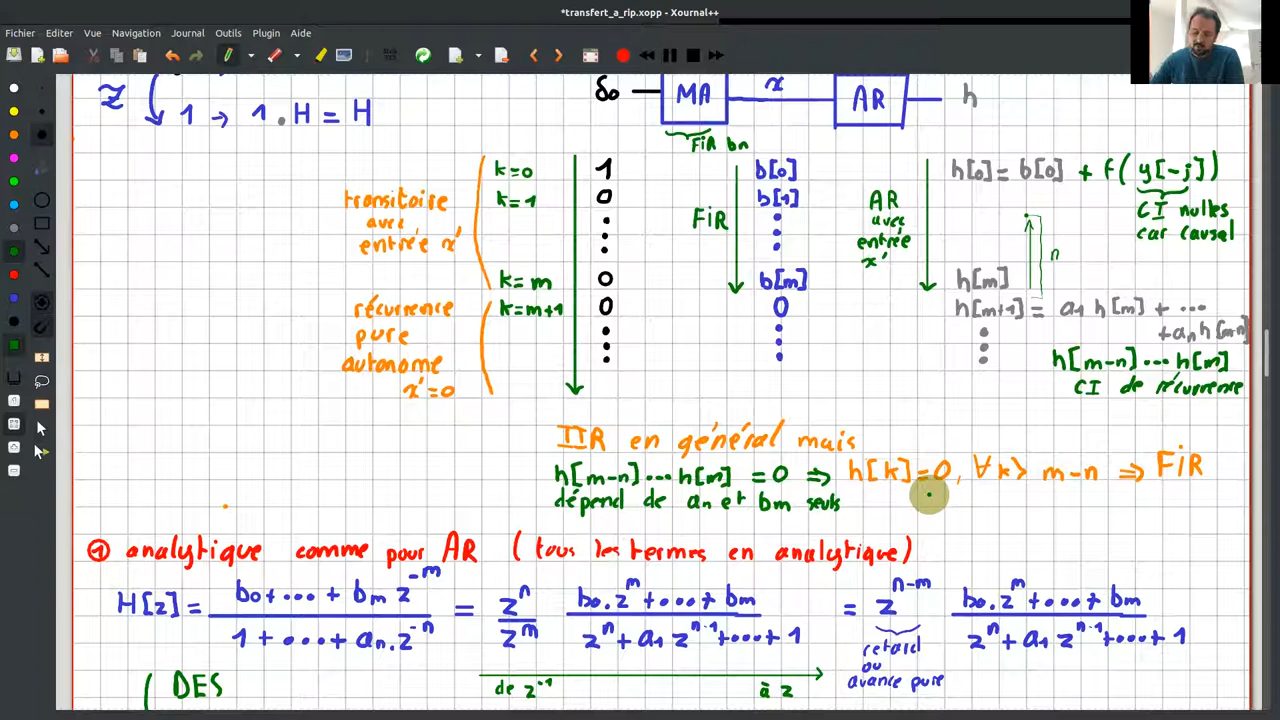 *transfert_a_rip.xopp - Xournal++
Fichier Editer Vue Navigation Journal Outils Plugin Aide
Z
1 → 1 . H = H
δ0 MA x AR h
FiR bn
k=0 1 b[0] h[0] = b[0] + f( y[-j] )
k=1 0 b[1]
CI nulles
car causal
transitoire
avec
entrée x'
FiR
AR
avec
entrée
x'
n
k=m 0 b[m] h[m]
k=m+1 0 0 h[m+1] = a1 h[m] + ...
+ an h[m-n]
récurrence
pure
autonome
x'=0
h[m-n] ... h[m]
CI de récurrence
IIR en général mais
h[m-n] ... h[m] = 0 ⇒ h[k] = 0, ∀k> m-n ⇒ FiR
dépend de an et bm seuls
① analytique comme pour AR ( tous les termes en analytique )
H[z] = b0+...+ bm z^-m / 1+...+ an.z^-n = z^n / z^m b0.z^m+...+ bm / z^n + a1 z^n-1+...+ 1 = z^n-m b0.z^m+...+ bm / z^n + a1 z^n-1+...+ 1
retard
ou
avance pure
de z^-1 à z
DES